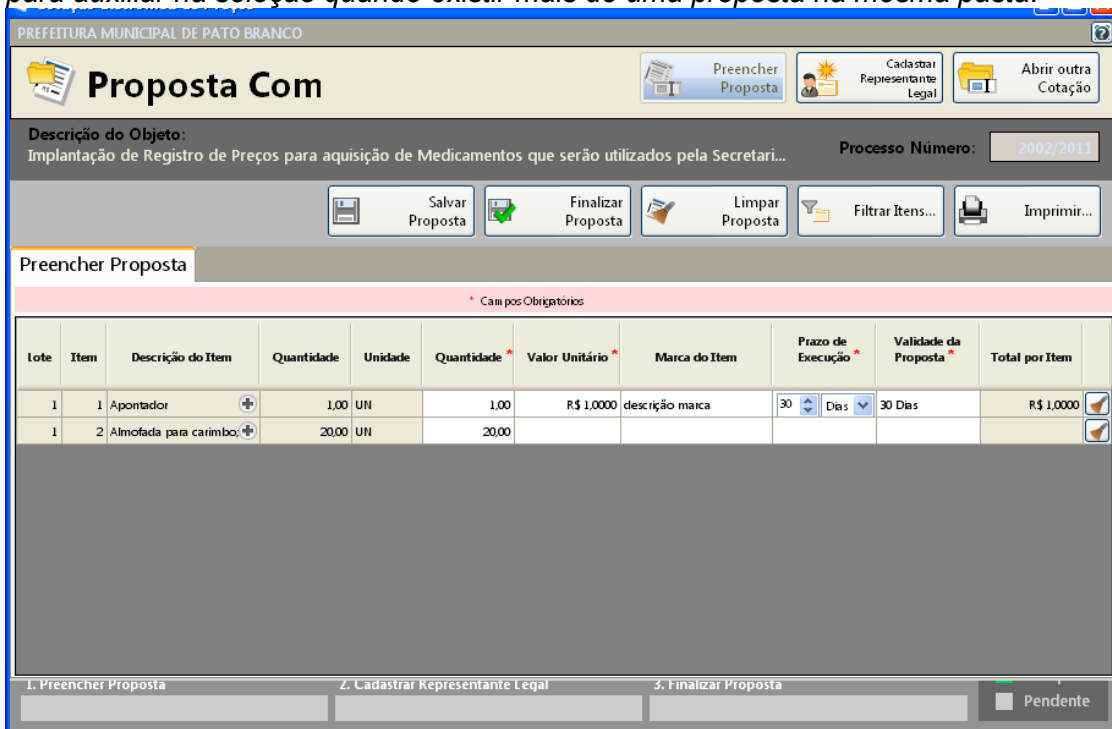 para auxiliar na seleção quando existir mais de uma proposta na mesma pasta.
PREFEITURA MUNICIPAL DE PATO BRANCO
Proposta Com
Preencher
Proposta
Cadastrar
Representante
Legal
Abrir outra
Cotação
Descrição do Objeto:
Implantação de Registro de Preços para aquisição de Medicamentos que serão utilizados pela Secretari...
Processo Número:
2002/2011
Salvar
Proposta
Finalizar
Proposta
Limpar
Proposta
Filtrar Itens...
Imprimir...
Preencher Proposta
* Campos Obrigatórios
Lote Item Descrição do Item Quantidade Unidade Quantidade * Valor Unitário * Marca do Item Prazo de Execução * Validade da Proposta * Total por Item
1 1 Apontador 1,00 UN 1,00 R$ 1,0000 descrição marca 30 Dias 30 Dias R$ 1,0000
1 2 Almofada para carimbo; 20,00 UN 20,00
1. Preencher Proposta 2. Cadastrar Representante Legal 3. Finalizar Proposta
Pendente